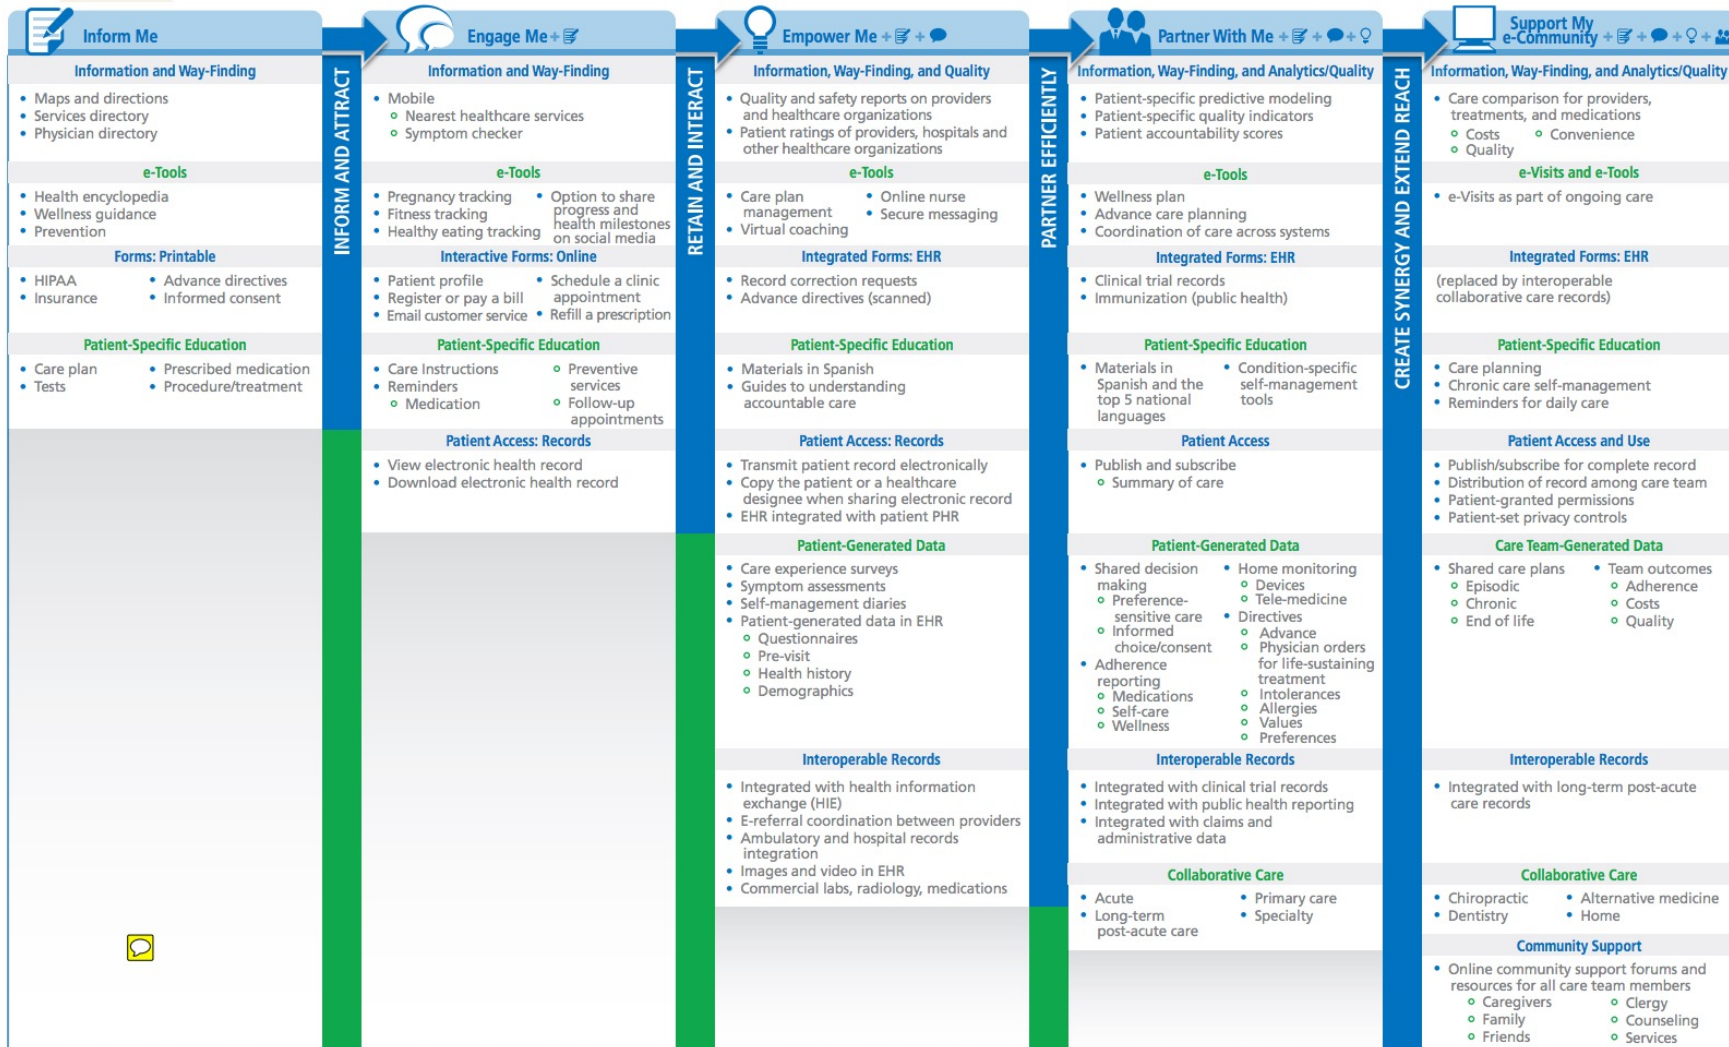 Inform Me
Information and Way-Finding
• Maps and directions
• Services directory
• Physician directory
e-Tools
• Health encyclopedia
• Wellness guidance
• Prevention
Forms: Printable
• HIPAA
• Insurance
• Advance directives
• Informed consent
Patient-Specific Education
• Care plan
• Tests
• Prescribed medication
• Procedure/treatment
INFORM AND ATTRACT
Engage Me +
Information and Way-Finding
• Mobile
Nearest healthcare services
Symptom checker
e-Tools
• Pregnancy tracking
• Fitness tracking
• Healthy eating tracking
• Option to share
progress and
health milestones
on social media
Interactive Forms: Online
• Patient profile
• Register or pay a bill
• Email customer service
• Schedule a clinic
appointment
• Refill a prescription
Patient-Specific Education
• Care Instructions
• Reminders
Medication
Preventive
services
Follow-up
appointments
Patient Access: Records
• View electronic health record
• Download electronic health record
RETAIN AND INTERACT
Empower Me + +
Information, Way-Finding, and Quality
• Quality and safety reports on providers
and healthcare organizations
• Patient ratings of providers, hospitals and
other healthcare organizations
e-Tools
• Care plan
management
• Virtual coaching
• Online nurse
• Secure messaging
Integrated Forms: EHR
• Record correction requests
• Advance directives (scanned)
Patient-Specific Education
• Materials in Spanish
• Guides to understanding
accountable care
Patient Access: Records
• Transmit patient record electronically
• Copy the patient or a healthcare
designee when sharing electronic record
• EHR integrated with patient PHR
Patient-Generated Data
• Care experience surveys
• Symptom assessments
• Self-management diaries
• Patient-generated data in EHR
Questionnaires
Pre-visit
Health history
Demographics
Interoperable Records
• Integrated with health information
exchange (HIE)
• E-referral coordination between providers
• Ambulatory and hospital records
integration
• Images and video in EHR
• Commercial labs, radiology, medications
PARTNER EFFICIENTLY
Partner With Me + + +
Information, Way-Finding, and Analytics/Quality
• Patient-specific predictive modeling
• Patient-specific quality indicators
• Patient accountability scores
e-Tools
• Wellness plan
• Advance care planning
• Coordination of care across systems
Integrated Forms: EHR
• Clinical trial records
• Immunization (public health)
Patient-Specific Education
• Materials in
Spanish and the
top 5 national
languages
• Condition-specific
self-management
tools
Patient Access
• Publish and subscribe
Summary of care
Patient-Generated Data
• Shared decision
making
Preference-
sensitive care
Informed
choice/consent
• Adherence
reporting
Medications
Self-care
Wellness
• Home monitoring
Devices
Tele-medicine
• Directives
Advance
Physician orders
for life-sustaining
treatment
Intolerances
Allergies
Values
Preferences
Interoperable Records
• Integrated with clinical trial records
• Integrated with public health reporting
• Integrated with claims and
administrative data
Collaborative Care
• Acute
• Long-term
post-acute care
• Primary care
• Specialty
CREATE SYNERGY AND EXTEND REACH
Support My
e-Community + + + +
Information, Way-Finding, and Analytics/Quality
• Care comparison for providers,
treatments, and medications
Costs
Quality
Convenience
e-Visits and e-Tools
• e-Visits as part of ongoing care
Integrated Forms: EHR
(replaced by interoperable
collaborative care records)
Patient-Specific Education
• Care planning
• Chronic care self-management
• Reminders for daily care
Patient Access and Use
• Publish/subscribe for complete record
• Distribution of record among care team
• Patient-granted permissions
• Patient-set privacy controls
Care Team-Generated Data
• Shared care plans
Episodic
Chronic
End of life
• Team outcomes
Adherence
Costs
Quality
Interoperable Records
• Integrated with long-term post-acute
care records
Collaborative Care
• Chiropractic
• Dentistry
• Alternative medicine
• Home
Community Support
• Online community support forums and
resources for all care team members
Caregivers
Family
Friends
Clergy
Counseling
Services